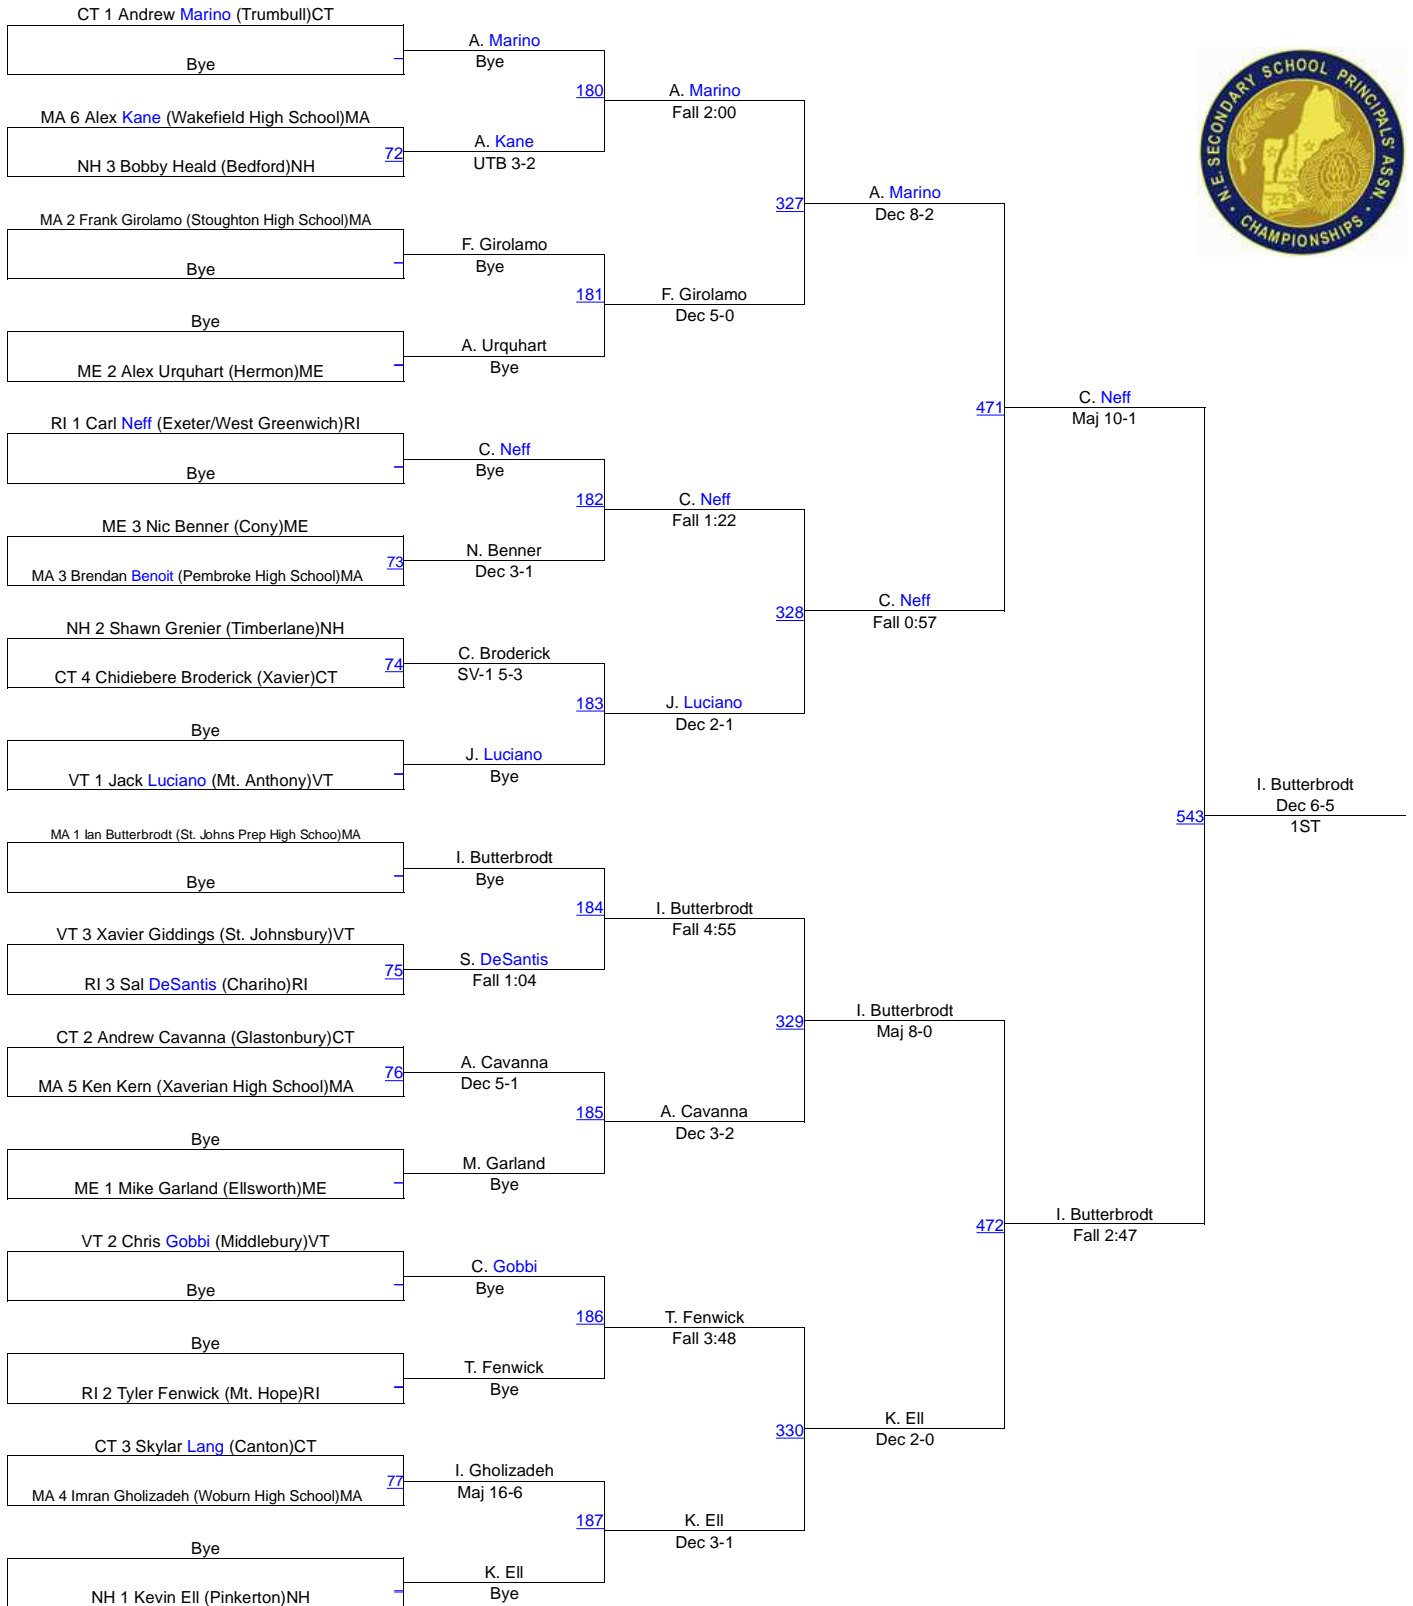 CT 1 Andrew Marino (Trumbull)CT
Bye
MA 6 Alex Kane (Wakefield High School)MA
72
NH 3 Bobby Heald (Bedford)NH
MA 2 Frank Girolamo (Stoughton High School)MA
Bye
Bye
ME 2 Alex Urquhart (Hermon)ME
RI 1 Carl Neff (Exeter/West Greenwich)RI
Bye
ME 3 Nic Benner (Cony)ME
73
MA 3 Brendan Benoit (Pembroke High School)MA
NH 2 Shawn Grenier (Timberlane)NH
74
CT 4 Chidiebere Broderick (Xavier)CT
Bye
VT 1 Jack Luciano (Mt. Anthony)VT
MA 1 Ian Butterbrodt (St. Johns Prep High Schoo)MA
Bye
VT 3 Xavier Giddings (St. Johnsbury)VT
75
RI 3 Sal DeSantis (Chariho)RI
CT 2 Andrew Cavanna (Glastonbury)CT
76
MA 5 Ken Kern (Xaverian High School)MA
Bye
ME 1 Mike Garland (Ellsworth)ME
VT 2 Chris Gobbi (Middlebury)VT
Bye
Bye
RI 2 Tyler Fenwick (Mt. Hope)RI
CT 3 Skylar Lang (Canton)CT
77
MA 4 Imran Gholizadeh (Woburn High School)MA
Bye
NH 1 Kevin Ell (Pinkerton)NH
A. Marino
Bye
180
A. Kane
UTB 3-2
F. Girolamo
Bye
181
A. Urquhart
Bye
C. Neff
Bye
182
N. Benner
Dec 3-1
C. Broderick
SV-1 5-3
183
J. Luciano
Bye
I. Butterbrodt
Bye
184
S. DeSantis
Fall 1:04
A. Cavanna
Dec 5-1
185
M. Garland
Bye
C. Gobbi
Bye
186
T. Fenwick
Bye
I. Gholizadeh
Maj 16-6
187
K. Ell
Bye
A. Marino
Fall 2:00
327
F. Girolamo
Dec 5-0
C. Neff
Fall 1:22
328
J. Luciano
Dec 2-1
I. Butterbrodt
Fall 4:55
329
A. Cavanna
Dec 3-2
T. Fenwick
Fall 3:48
330
K. Ell
Dec 3-1
A. Marino
Dec 8-2
471
C. Neff
Fall 0:57
I. Butterbrodt
Maj 8-0
472
K. Ell
Dec 2-0
C. Neff
Maj 10-1
543
I. Butterbrodt
Fall 2:47
I. Butterbrodt
Dec 6-5
1ST
N.E. SECONDARY SCHOOL PRINCIPALS' ASSN.
CHAMPIONSHIPS